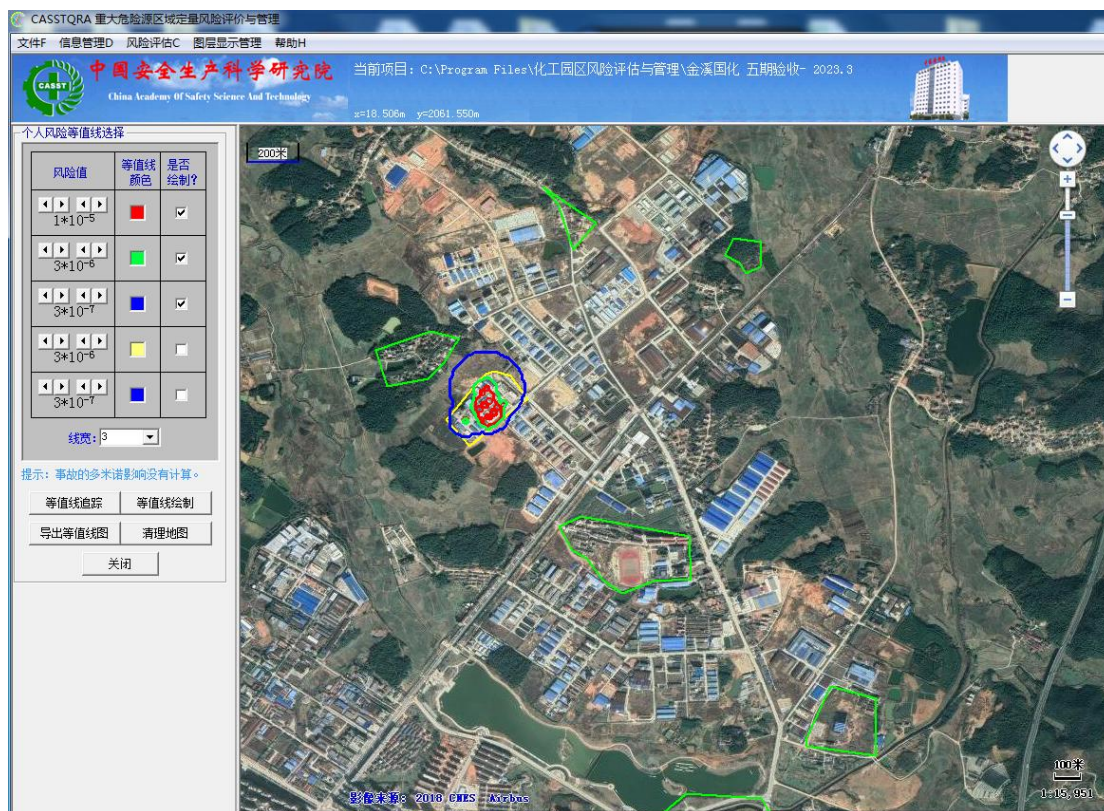 CASSTQRA 重大危险源区域定量风险评价与管理
文件F 信息管理D 风险评估C 图层显示管理 帮助H
CASST
中国安全生产科学研究院
China Academy Of Safety Science And Technology
当前项目：C:\Program Files\化工园区风险评估与管理\金溪国化 五期验收- 2023.3
x=18.506m y=2061.550m
个人风险等值线选择
风险值 等值线颜色 是否绘制?
1*10-5
3*10-6
3*10-7
3*10-6
3*10-7
线宽: 3
提示：事故的多米诺影响没有计算。
等值线追踪 等值线绘制
导出等值线图 清理地图
关闭
200米
影像来源: 2018 CNES Airbus
100米
1:15,951